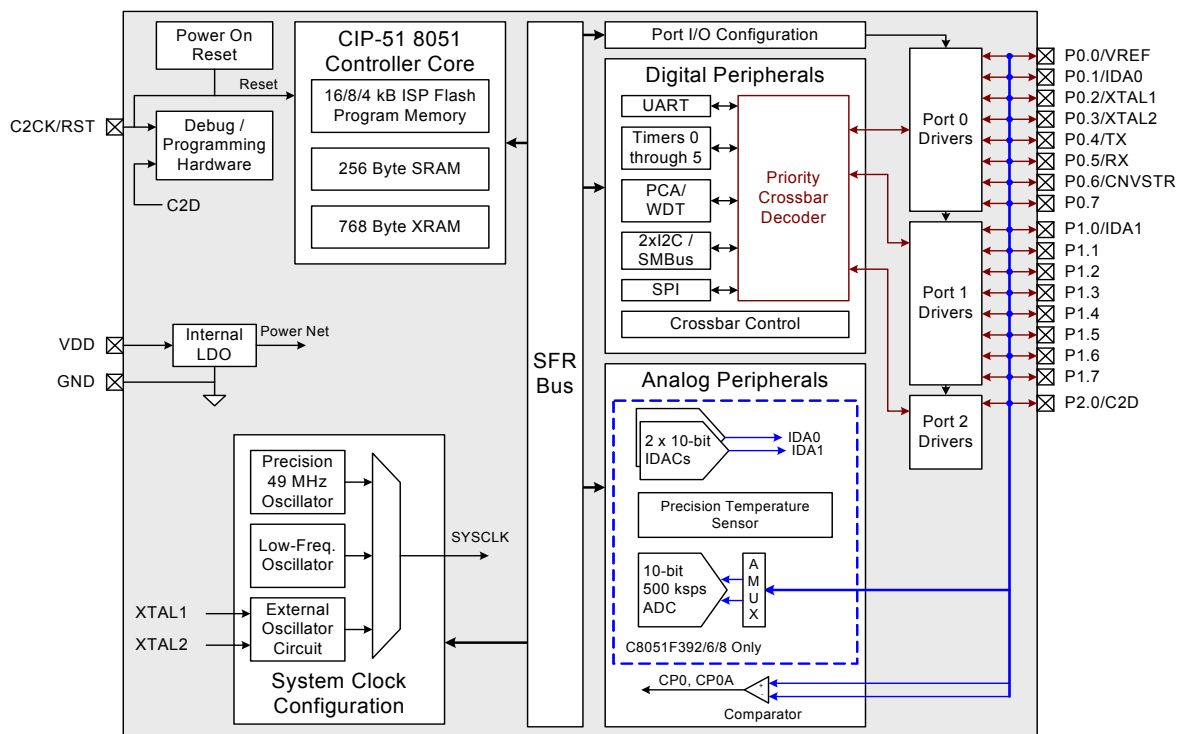 Power On
Reset
Reset
C2CK/RST
Debug /
Programming
Hardware
C2D
CIP-51 8051
Controller Core
16/8/4 kB ISP Flash
Program Memory
256 Byte SRAM
768 Byte XRAM
VDD
Internal
LDO
Power Net
GND
Precision
49 MHz
Oscillator
Low-Freq.
Oscillator
External
Oscillator
Circuit
XTAL1
XTAL2
SYSCLK
System Clock
Configuration
SFR
Bus
Port I/O Configuration
Digital Peripherals
UART
Timers 0
through 5
PCA/
WDT
2xI2C /
SMBus
SPI
Priority
Crossbar
Decoder
Crossbar Control
Analog Peripherals
2 x 10-bit
IDACs
IDA0
IDA1
Precision Temperature
Sensor
10-bit
500 ksps
ADC
A
M
U
X
C8051F392/6/8 Only
CP0, CP0A
+
-
Comparator
Port 0
Drivers
Port 1
Drivers
Port 2
Drivers
P0.0/VREF
P0.1/IDA0
P0.2/XTAL1
P0.3/XTAL2
P0.4/TX
P0.5/RX
P0.6/CNVSTR
P0.7
P1.0/IDA1
P1.1
P1.2
P1.3
P1.4
P1.5
P1.6
P1.7
P2.0/C2D